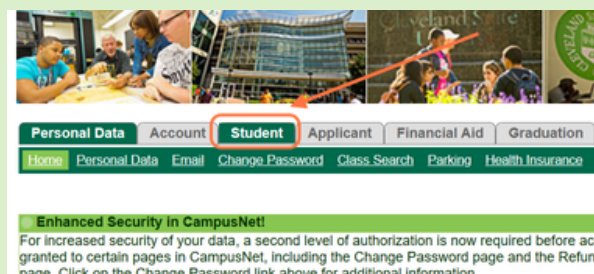 Cleveland State
Personal Data Account Student Applicant Financial Aid Graduation
Home Personal Data Email Change Password Class Search Parking Health Insurance
Enhanced Security in CampusNet!
For increased security of your data, a second level of authorization is now required before ac
granted to certain pages in CampusNet, including the Change Password page and the Refun
page. Click on the Change Password link above for additional information